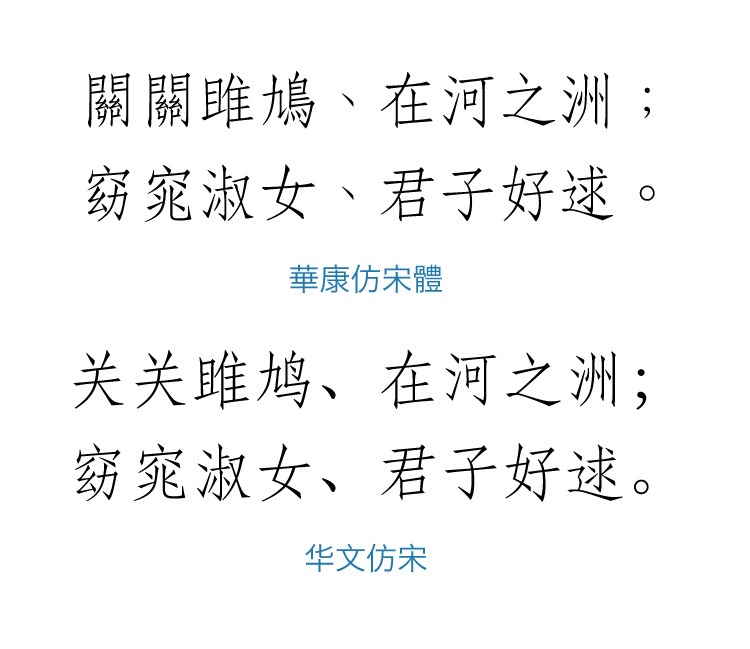 關關雎鳩、在河之洲；
窈窕淑女、君子好逑。
華康仿宋體
关关雎鸠、在河之洲;
窈窕淑女、君子好逑。
华文仿宋